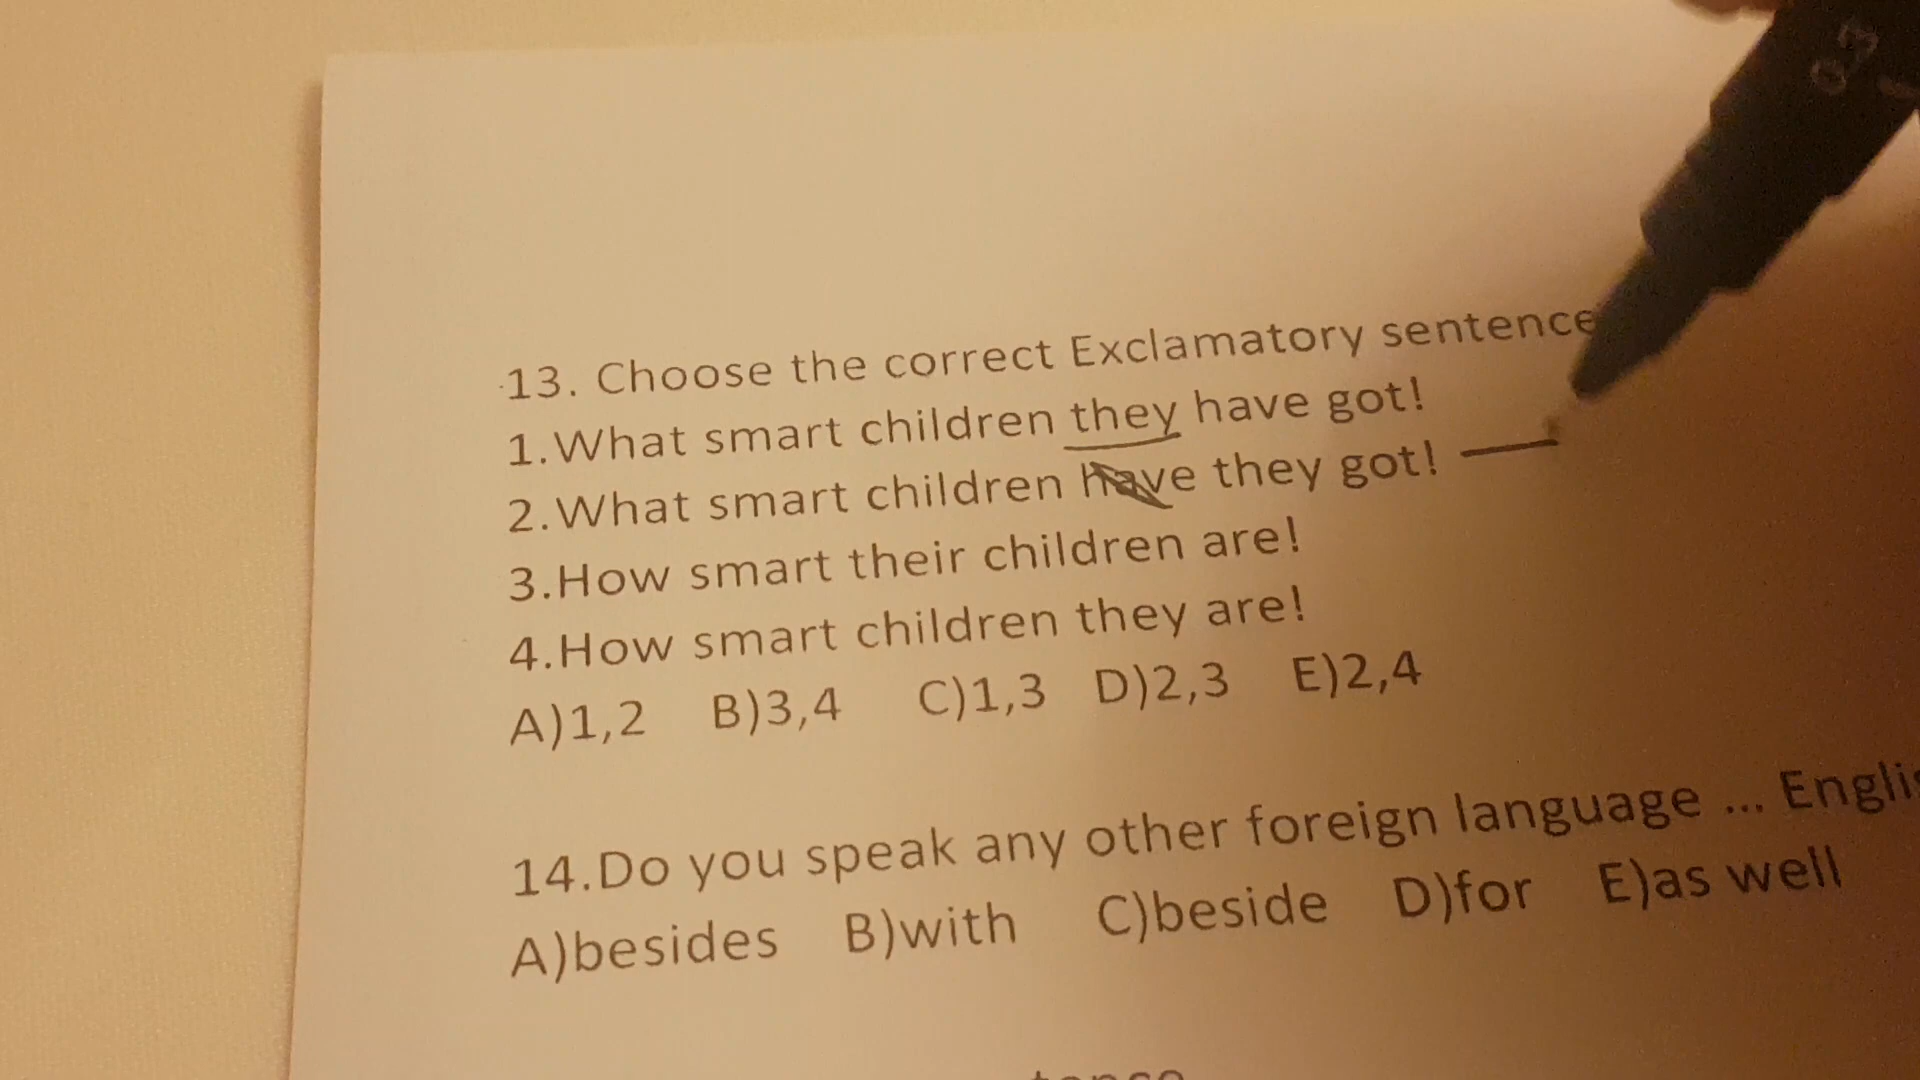 13. Choose the correct Exclamatory sentence
1.What smart children they have got!
2.What smart children have they got!
3.How smart their children are!
4.How smart children they are!
A)1,2 B)3,4 C)1,3 D)2,3 E)2,4
14.Do you speak any other foreign language ...
A)besides B)with C)beside D)for E)as well